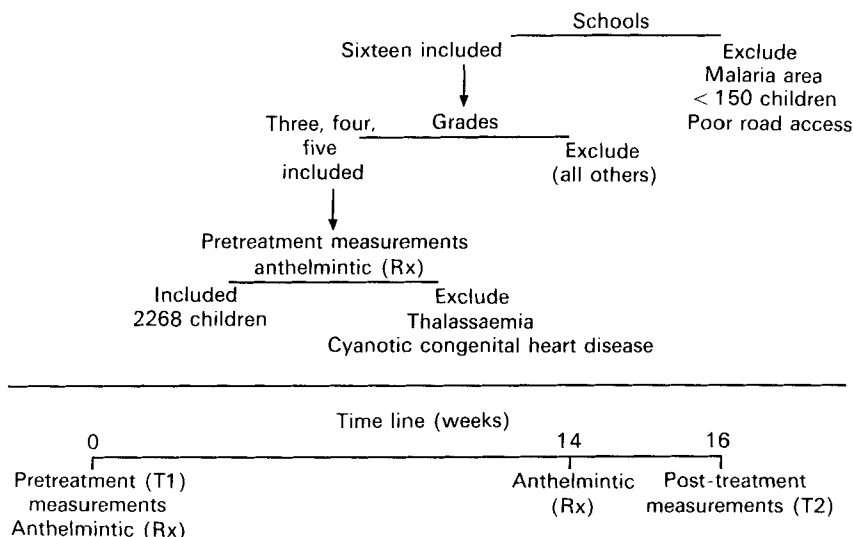 Schools
Sixteen included
Exclude
Malaria area
< 150 children
Poor road access
Three, four,
five
included
Grades
Exclude
(all others)
Pretreatment measurements
anthelmintic (Rx)
Included
2268 children
Exclude
Thalassaemia
Cyanotic congenital heart disease
Time line (weeks)
0
14
16
Pretreatment (T1)
measurements
Anthelmintic (Rx)
Anthelmintic
(Rx)
Post-treatment
measurements (T2)